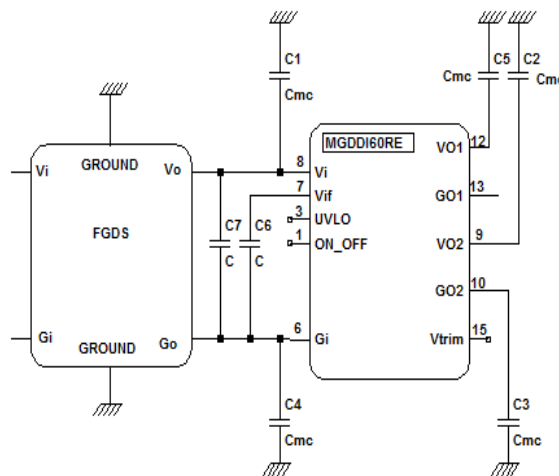 C1
Cmc
C5
C2
Cmc
Cmc
MGDDI60RE
GROUND
Vi
Vo
FGDS
Gi
Go
GROUND
8
Vi
7
Vif
3
UVLO
1
ON_OFF
6
Gi
VO1
12
GO1
13
VO2
9
GO2
10
Vtrim
15
C7
C
C6
C
C4
Cmc
C3
Cmc